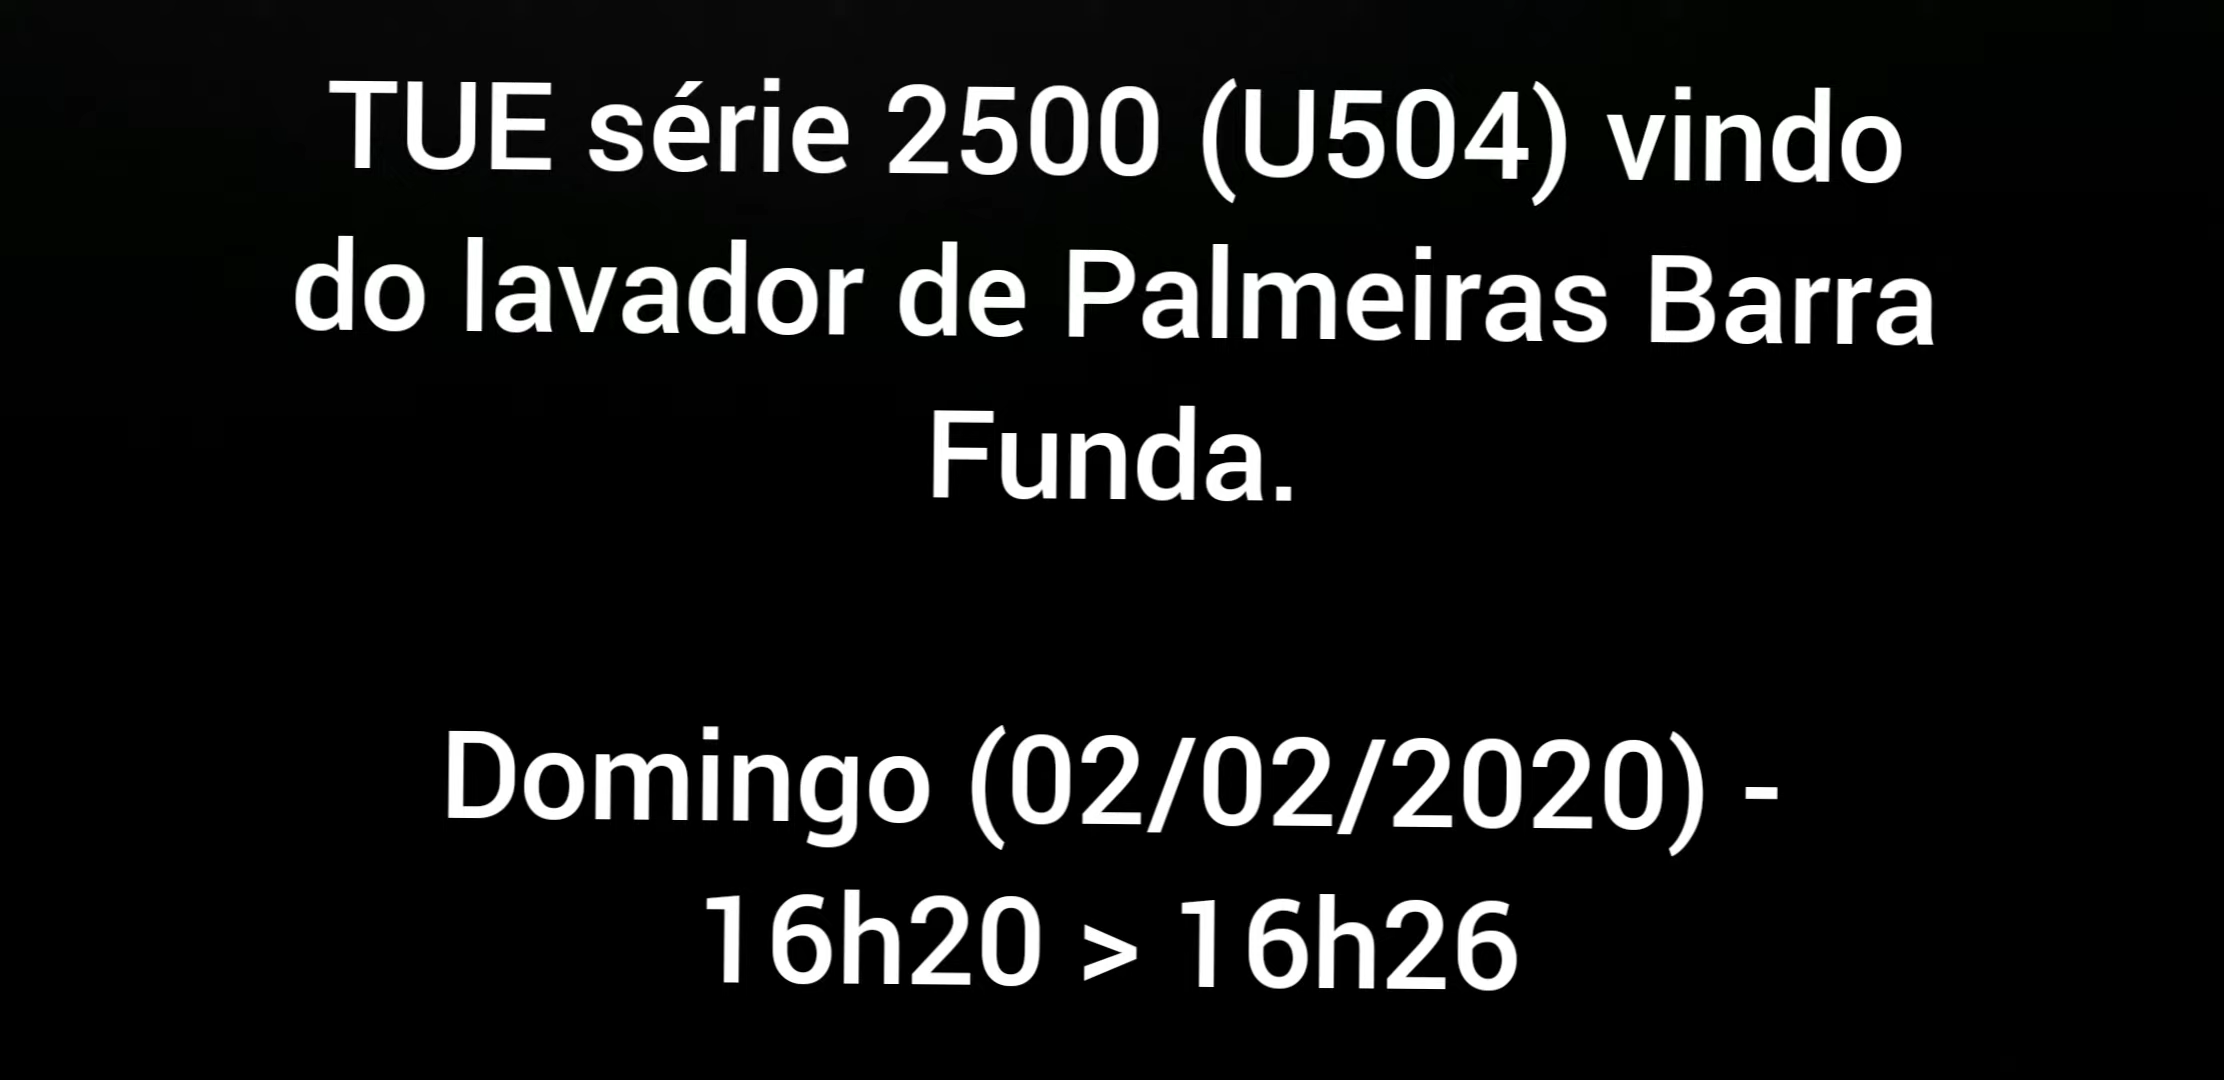 TUE série 2500 (U504) vindo
do lavador de Palmeiras Barra
Funda.
Domingo (02/02/2020) -
16h20 > 16h26